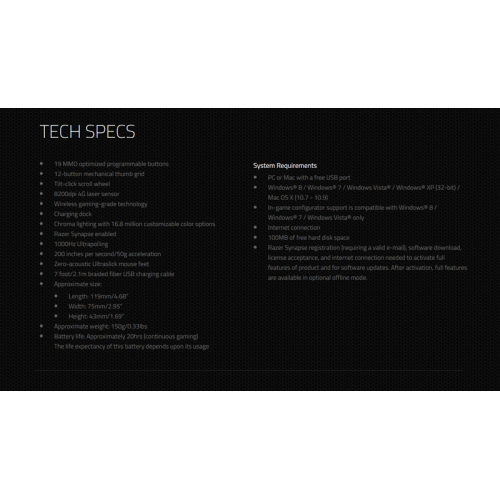 TECH SPECS
19 MMO optimized programmable buttons
12-button mechanical thumb grid
Tilt-click scroll wheel
8200dpi 4G laser sensor
Wireless gaming-grade technology
Charging dock
Chroma lighting with 16.8 million customizable color options
Razer Synapse enabled
1000Hz Ultrapolling
200 inches per second/50g acceleration
Zero-acoustic Ultraslick mouse feet
7 foot/2.1m braided fiber USB charging cable
Approximate size:
Length: 119mm/4.68"
Width: 75mm/2.95"
Height: 43mm/1.69"
Approximate weight: 150g/0.33lbs
Battery life: Approximately 20hrs (continuous gaming)
The life expectancy of this battery depends upon its usage
System Requirements
PC or Mac with a free USB port
Windows® 8 / Windows® 7 / Windows Vista® / Windows® XP (32-bit) /
Mac OS X (10.7 - 10.9)
In-game configurator support is compatible with Windows® 8 /
Windows® 7 / Windows Vista® only
Internet connection
100MB of free hard disk space
Razer Synapse registration (requiring a valid e-mail), software download,
license acceptance, and internet connection needed to activate full
features of product and for software updates. After activation, full features
are available in optional offline mode.